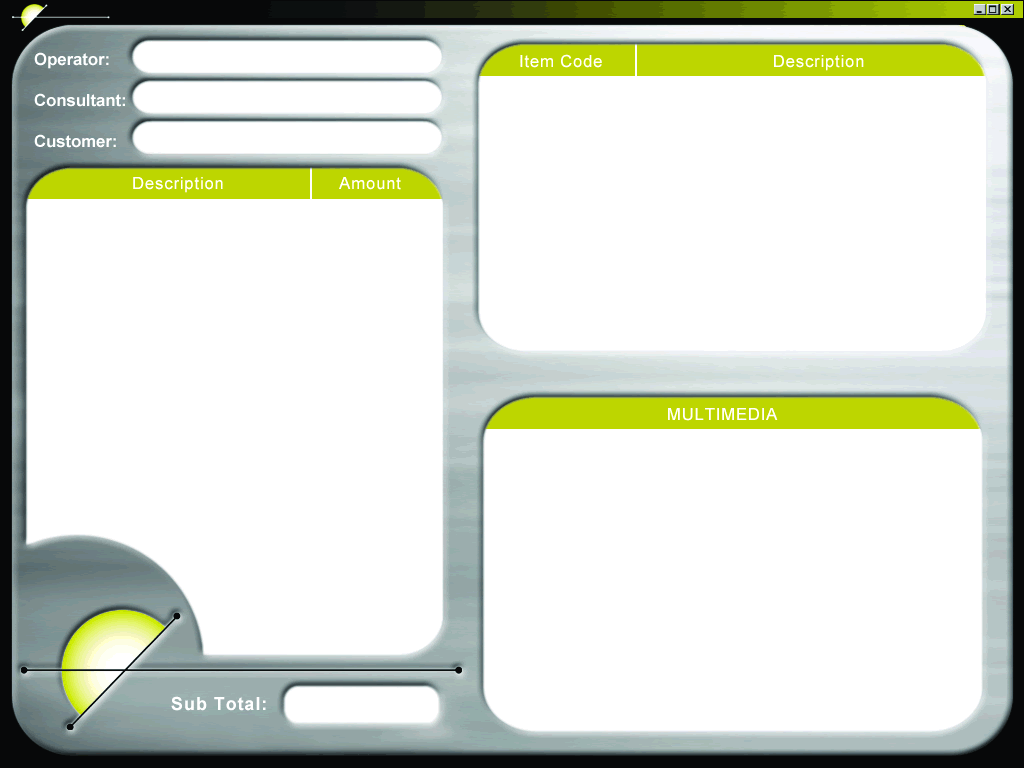 Operator:
Consultant:
Customer:
Description Amount
Sub Total:
Item Code Description
MULTIMEDIA